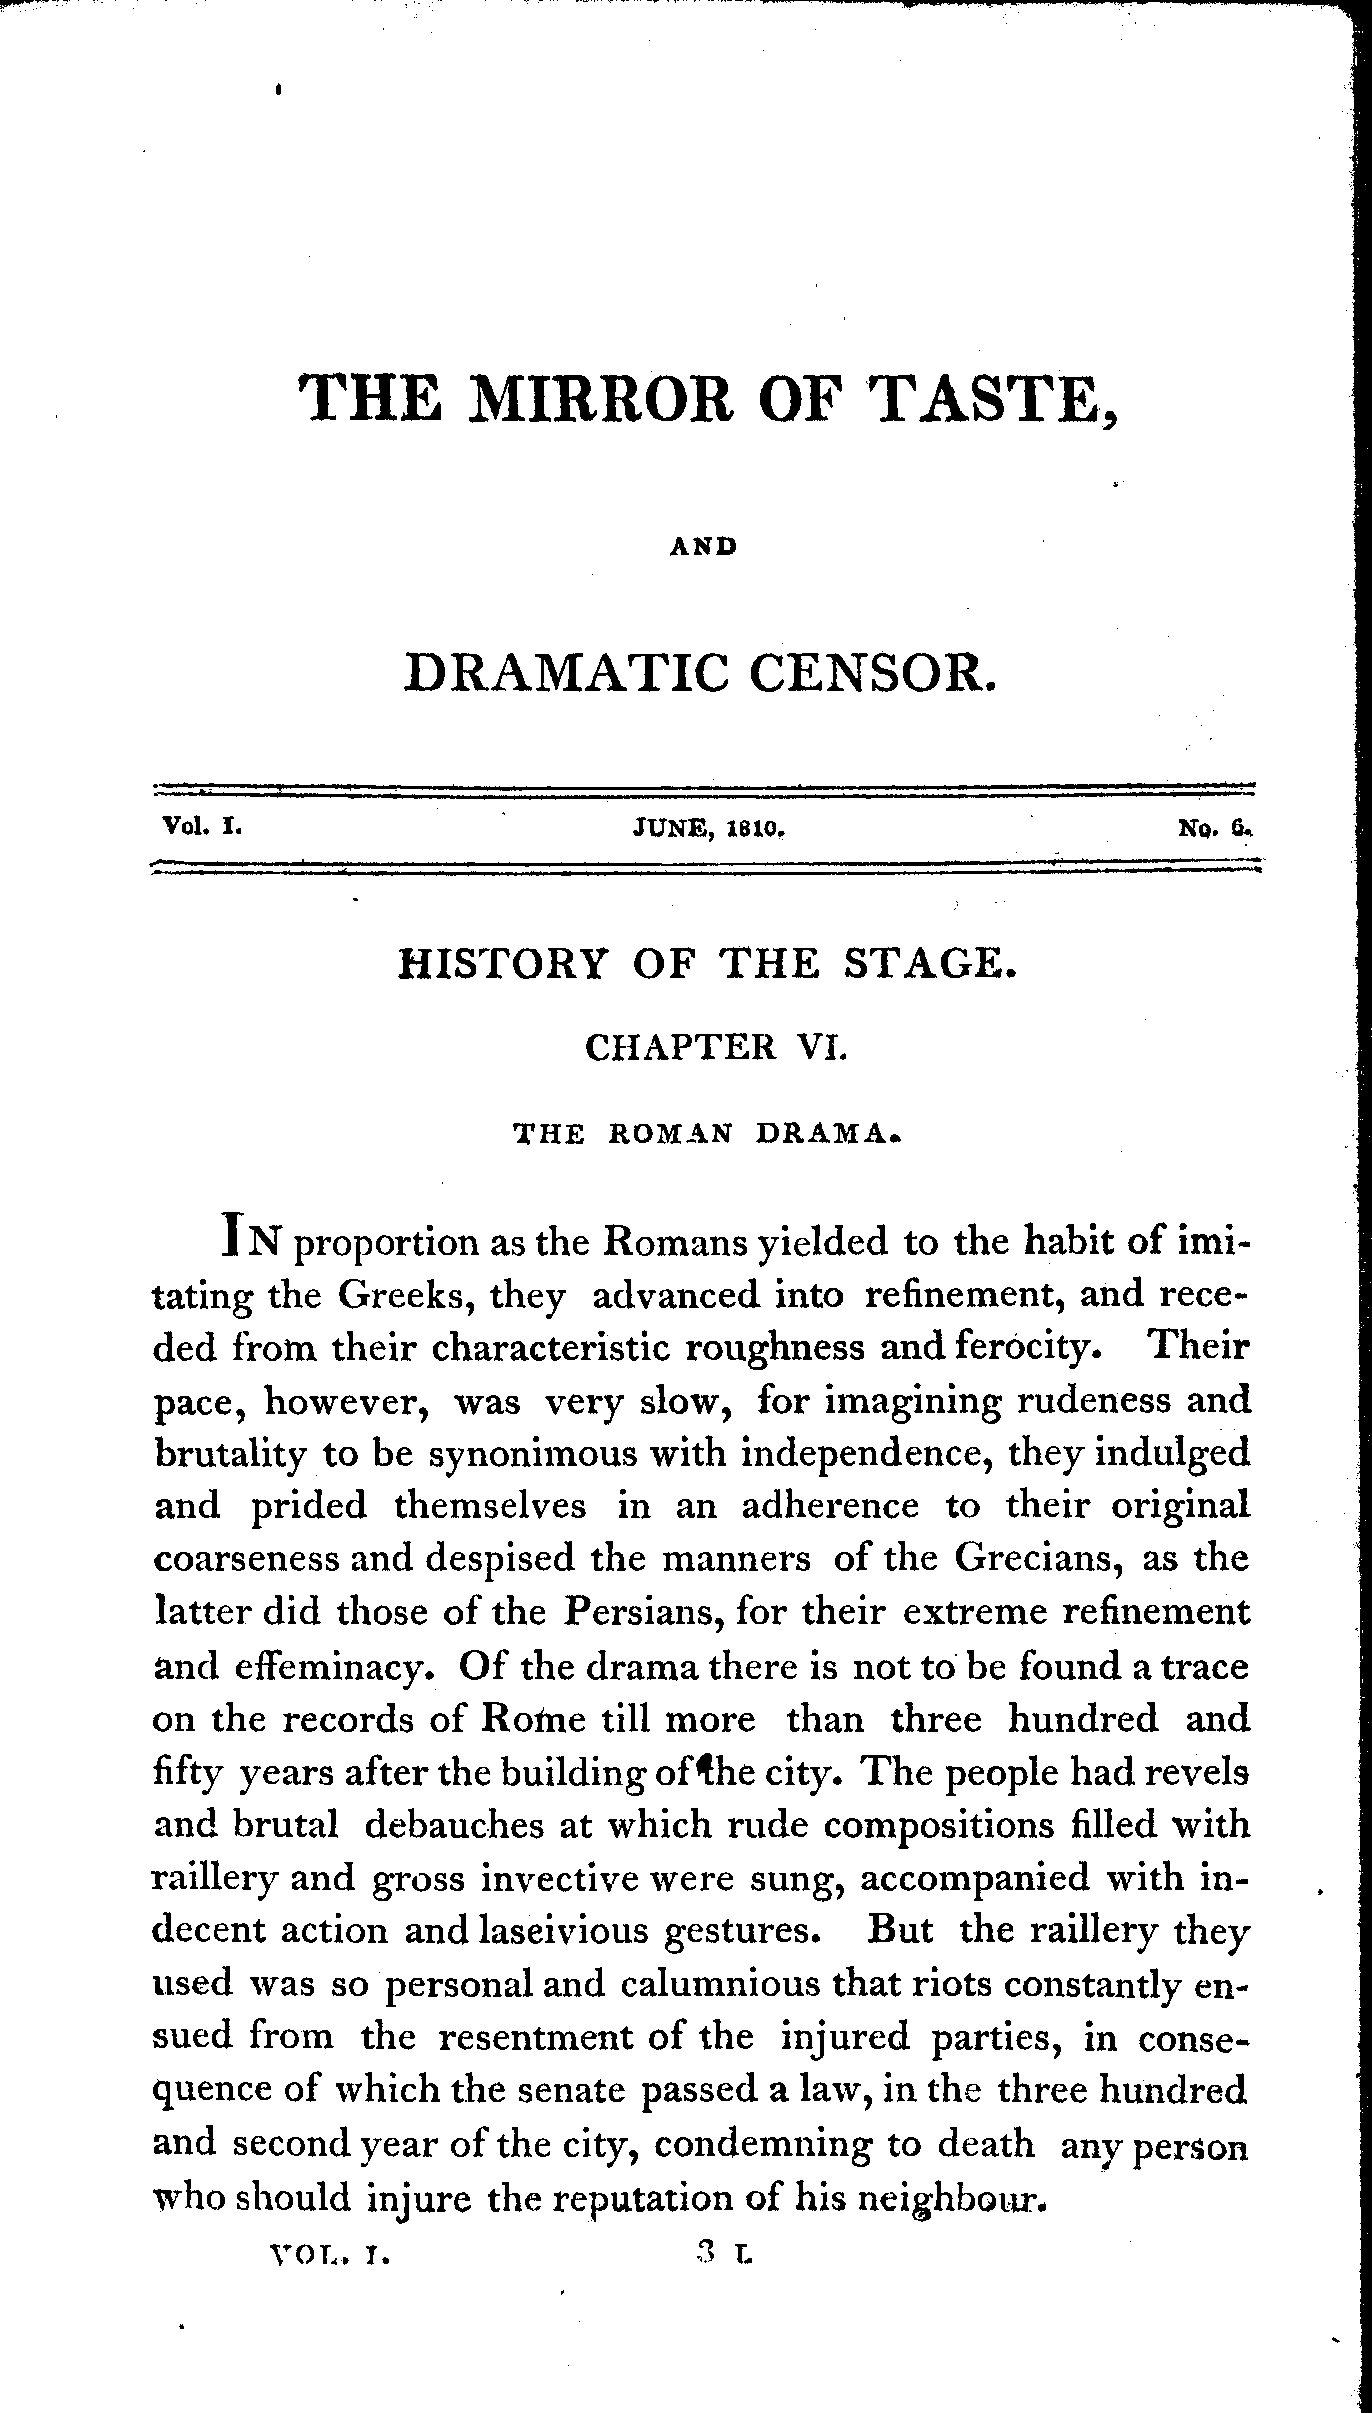 THE MIRROR OF TASTE,
AND
DRAMATIC CENSOR.
Vol. I. JUNE, 1810. No. 6.
HISTORY OF THE STAGE.
CHAPTER VI.
THE ROMAN DRAMA.
IN proportion as the Romans yielded to the habit of imi-
tating the Greeks, they advanced into refinement, and rece-
ded from their characteristic roughness and ferocity. Their
pace, however, was very slow, for imagining rudeness and
brutality to be synonimous with independence, they indulged
and prided themselves in an adherence to their original
coarseness and despised the manners of the Grecians, as the
latter did those of the Persians, for their extreme refinement
and effeminacy. Of the drama there is not to be found a trace
on the records of Rome till more than three hundred and
fifty years after the building of the city. The people had revels
and brutal debauches at which rude compositions filled with
raillery and gross invective were sung, accompanied with in-
decent action and laseivious gestures. But the raillery they
used was so personal and calumnious that riots constantly en-
sued from the resentment of the injured parties, in conse-
quence of which the senate passed a law, in the three hundred
and second year of the city, condemning to death any person
who should injure the reputation of his neighbour.
VOL. I. 3 L